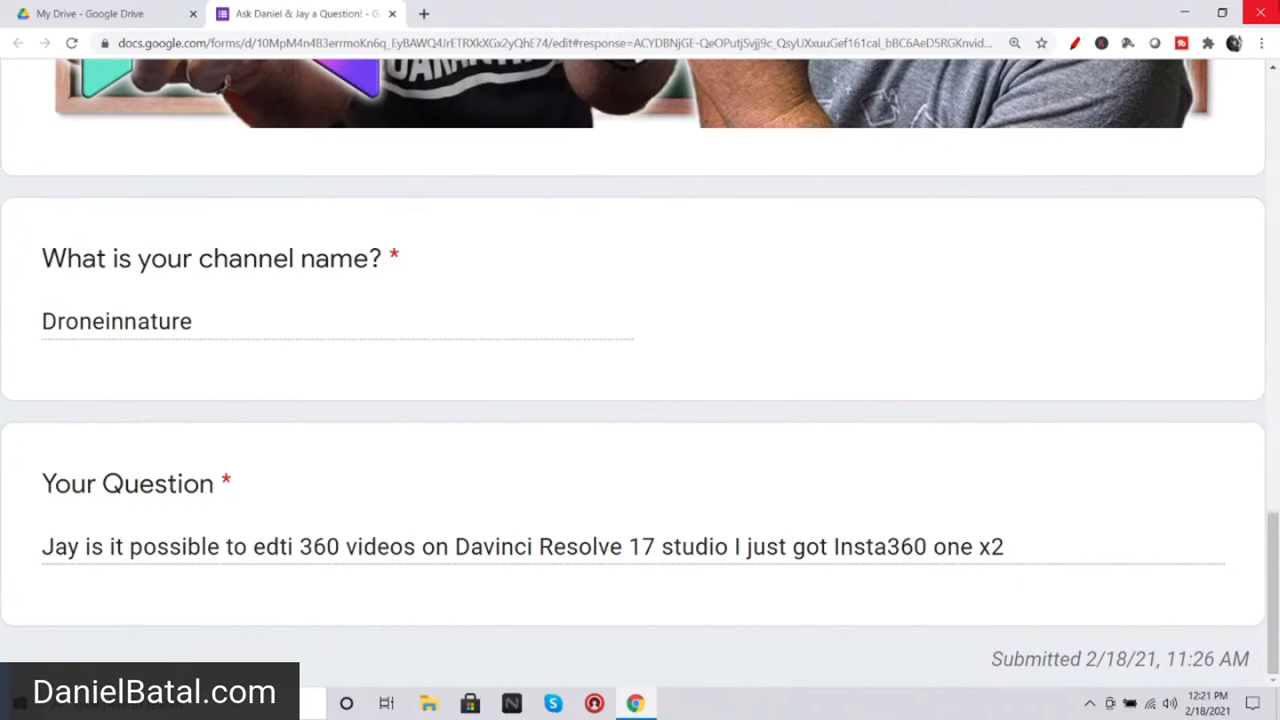 My Drive - Google Drive
Ask Daniel & Jay a Question! - G
What is your channel name? *
Droneinnature
Your Question *
Jay is it possible to edti 360 videos on Davinci Resolve 17 studio I just got Insta360 one x2
Submitted 2/18/21, 11:26 AM
DanielBatal.com
12:21 PM
2/18/2021